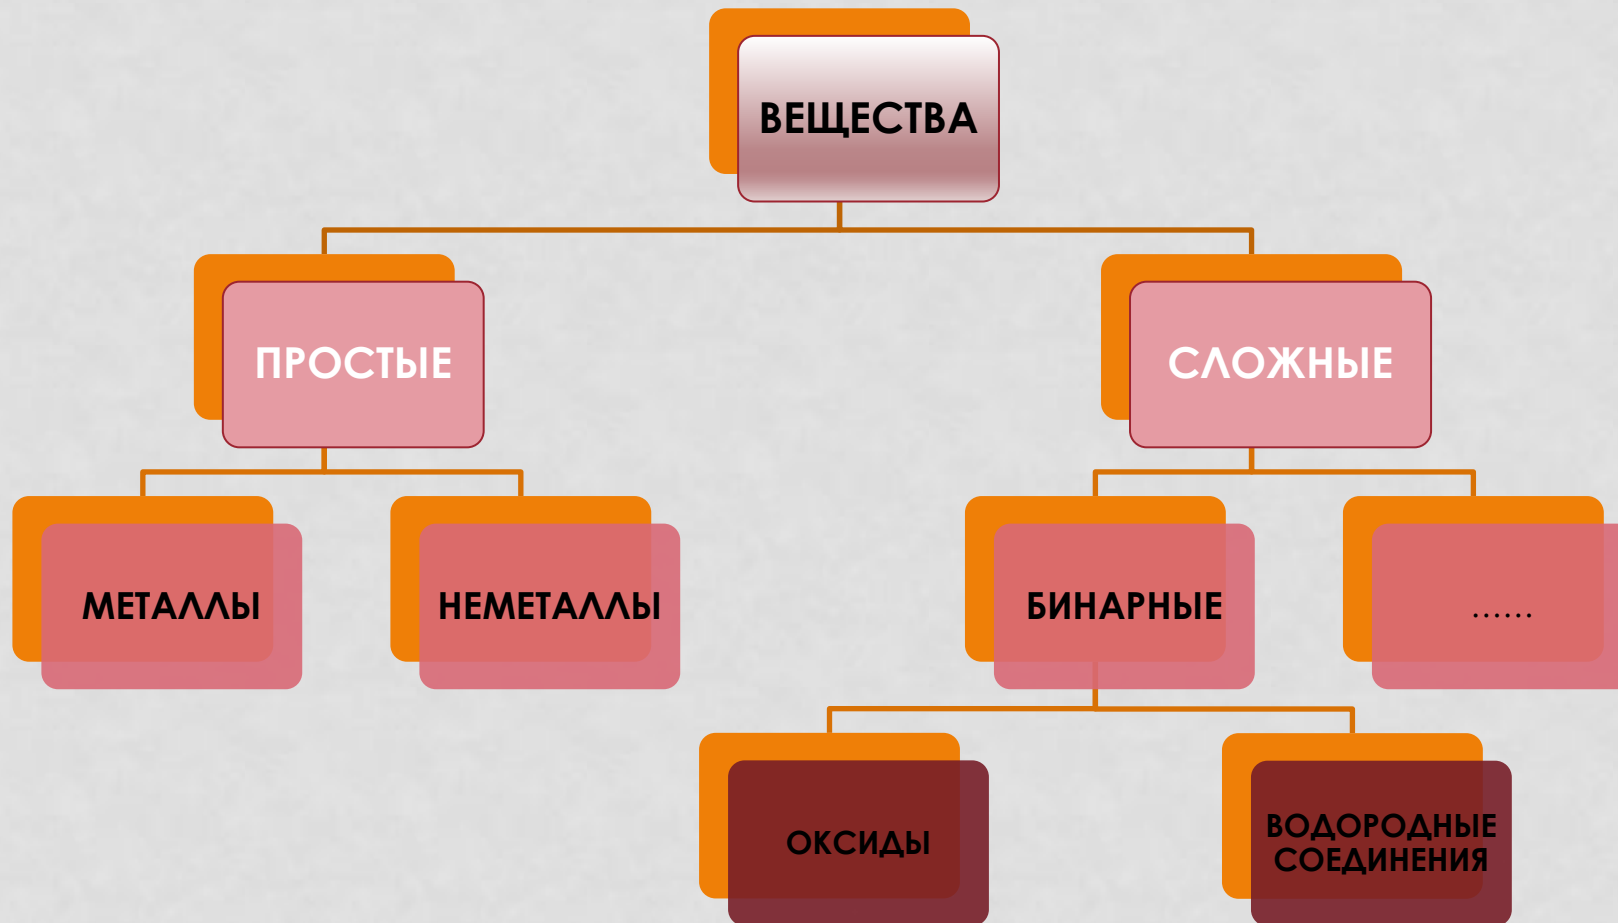 ВЕЩЕСТВА
ПРОСТЫЕ
СЛОЖНЫЕ
МЕТАЛЛЫ
НЕМЕТАЛЛЫ
БИНАРНЫЕ
......
ОКСИДЫ
ВОДОРОДНЫЕ
СОЕДИНЕНИЯ